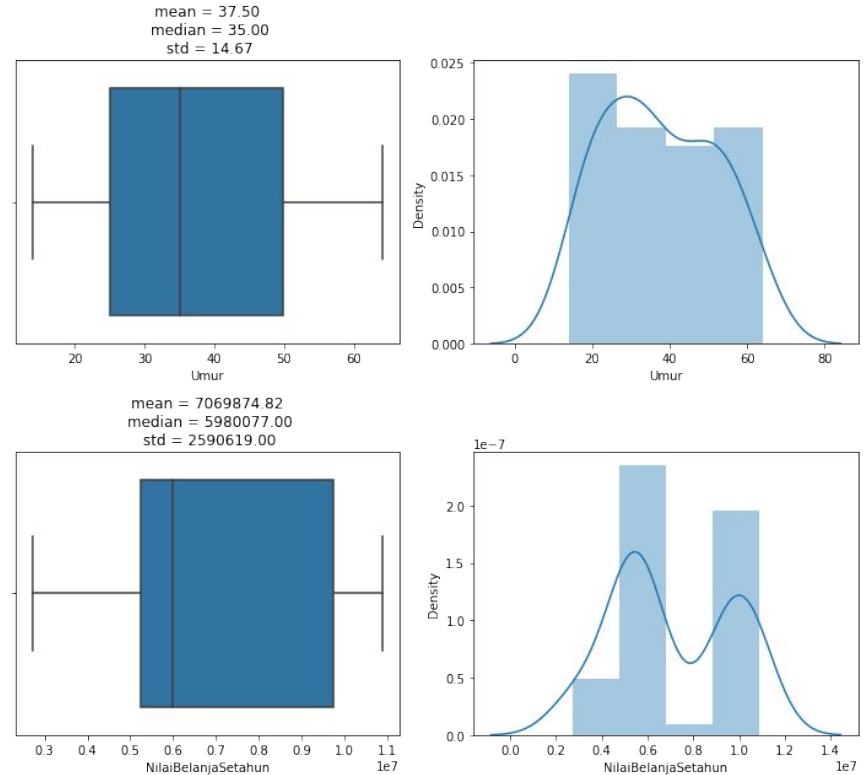 mean = 37.50
median = 35.00
std = 14.67
20 30 40 50 60
Umur
0.025
0.020
0.015
0.010
0.005
0.000
Density
0 20 40 60 80
Umur
mean = 7069874.82
median = 5980077.00
std = 2590619.00
0.3 0.4 0.5 0.6 0.7 0.8 0.9 1.0 1.1
NilaiBelanjaSetahun 1e7
1e−7
2.0
1.5
1.0
0.5
0.0
Density
0.0 0.2 0.4 0.6 0.8 1.0 1.2 1.4
NilaiBelanjaSetahun 1e7